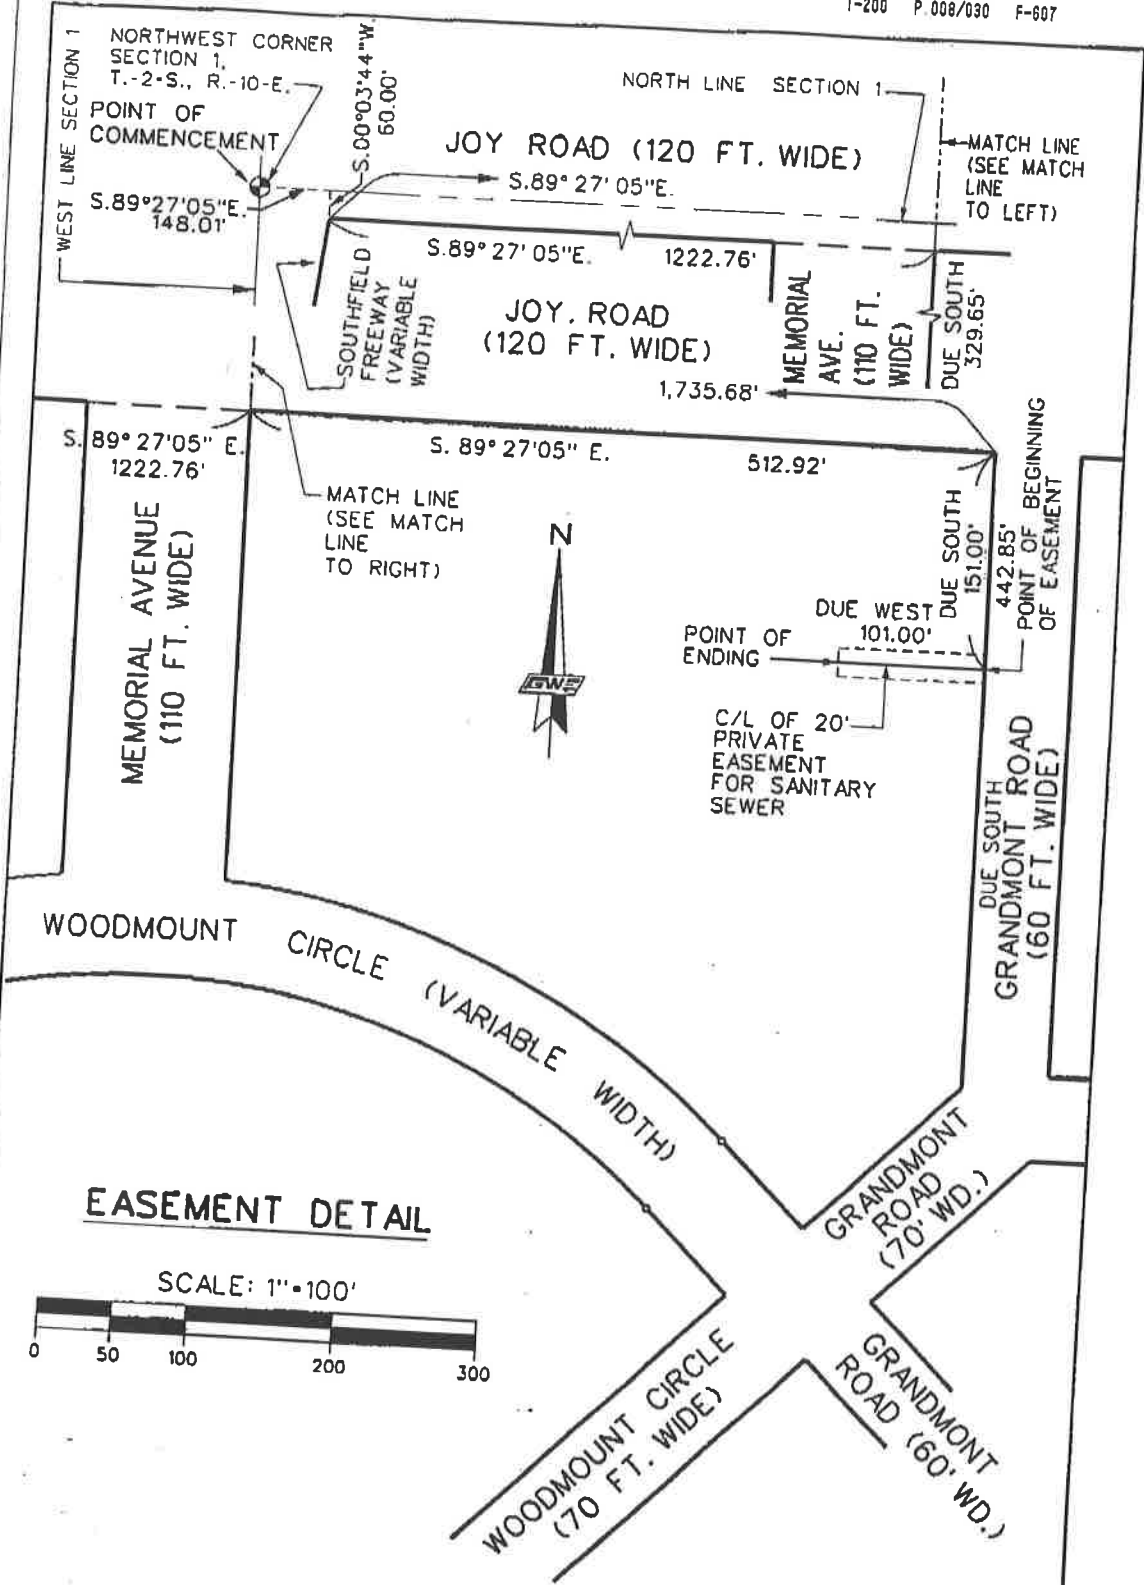 T-200 P.008/030 F-607
WEST LINE SECTION 1
NORTHWEST CORNER
SECTION 1,
T.-2-S., R.-10-E.
POINT OF
COMMENCEMENT
S.89°27'05"E.
148.01'
S.00°03'44"W.
60.00'
NORTH LINE SECTION 1
JOY ROAD (120 FT. WIDE)
S.89°27'05"E.
MATCH LINE
(SEE MATCH
LINE
TO LEFT)
S.89°27'05"E. 1222.76'
SOUTHFIELD
FREEWAY
(VARIABLE
WIDTH)
JOY. ROAD
(120 FT. WIDE)
MEMORIAL
AVE.
(110 FT.
WIDE)
DUE SOUTH
329.65'
1,735.68'
S. 89°27'05" E.
1222.76'
S. 89°27'05" E. 512.92'
MATCH LINE
(SEE MATCH
LINE
TO RIGHT)
MEMORIAL AVENUE
(110 FT. WIDE)
N
GWE
DUE SOUTH
151.00'
442.85'
POINT OF BEGINNING
OF EASEMENT
DUE WEST
101.00'
POINT OF
ENDING
C/L OF 20'
PRIVATE
EASEMENT
FOR SANITARY
SEWER
DUE SOUTH
GRANDMONT ROAD
(60 FT. WIDE)
WOODMOUNT CIRCLE (VARIABLE WIDTH)
GRANDMONT
ROAD
(70' WD.)
EASEMENT DETAIL
SCALE: 1"=100'
0 50 100 200 300
WOODMOUNT CIRCLE
(70 FT. WIDE)
GRANDMONT
ROAD (60' WD.)